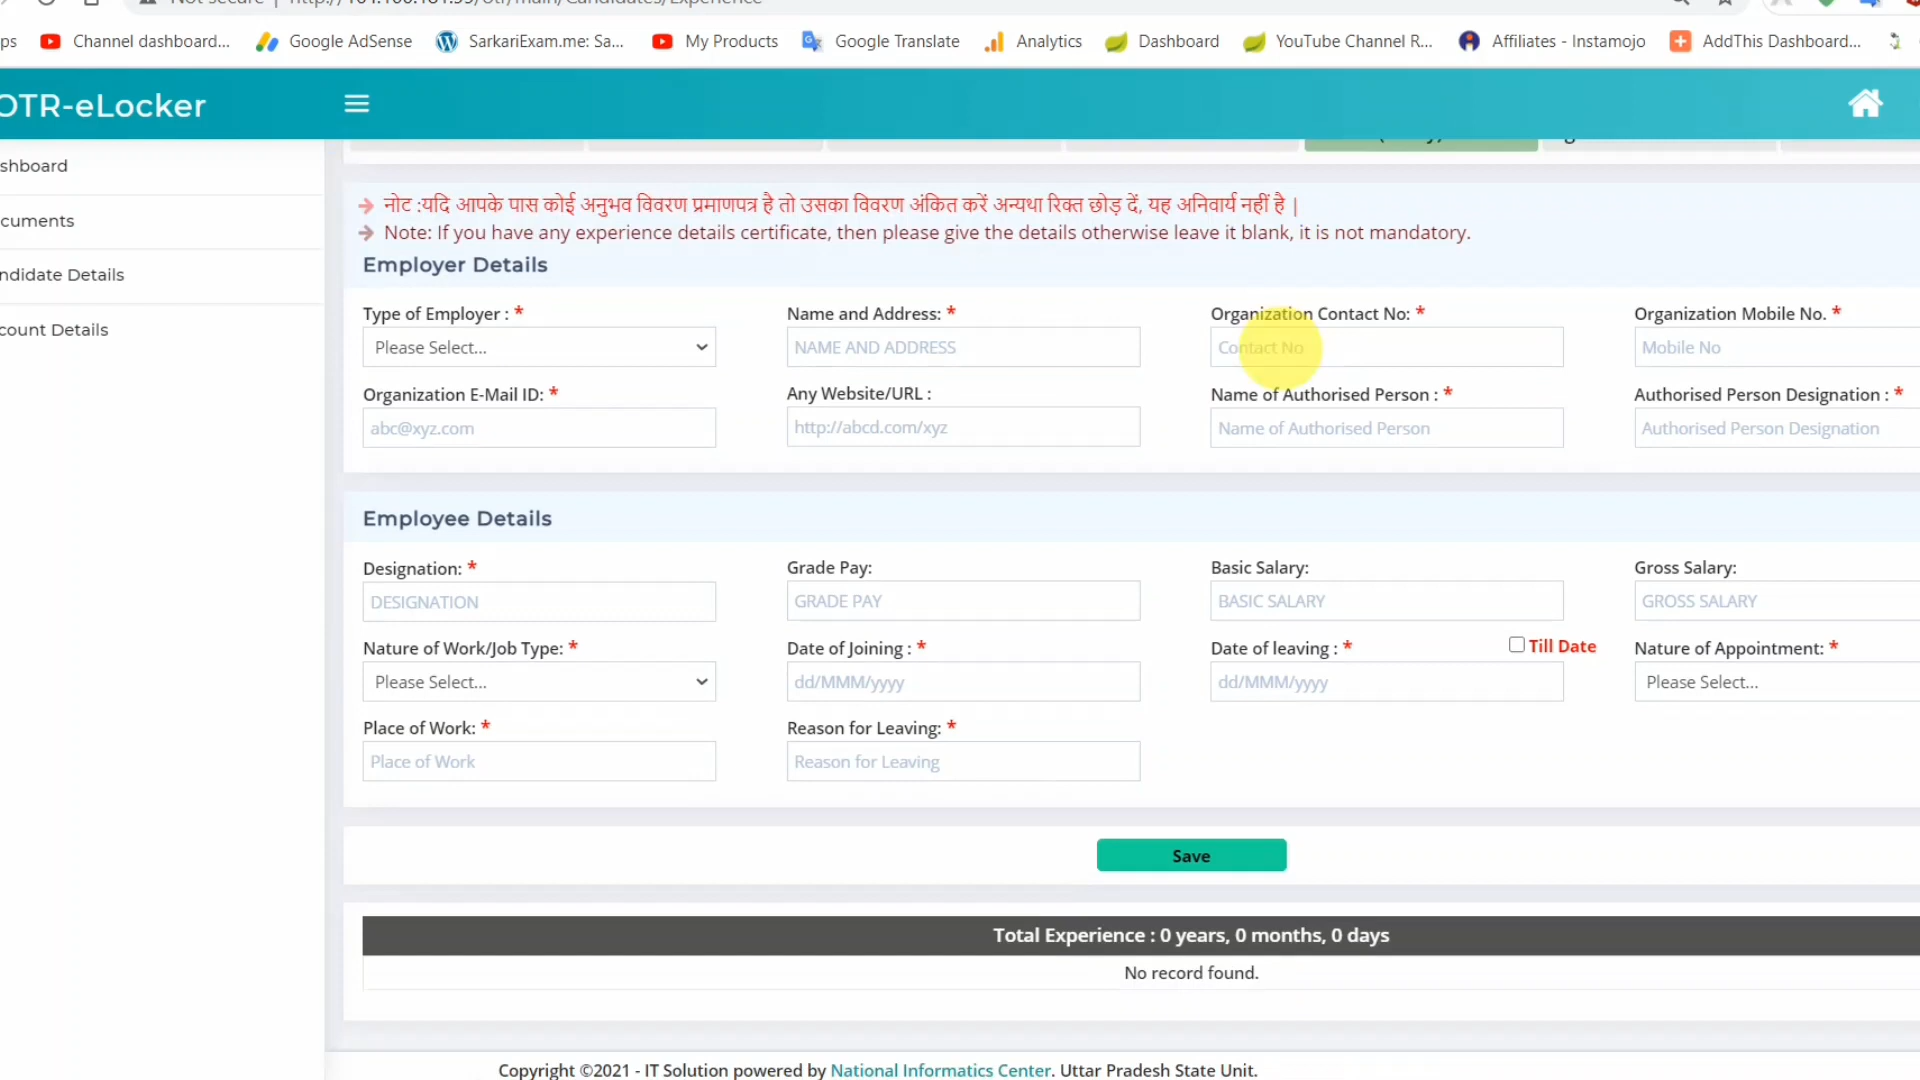 Channel dashboard...
Google AdSense
SarkariExam.me: Sa...
My Products
Google Translate
Analytics
Dashboard
YouTube Channel R...
Affiliates - Instamojo
AddThis Dashboard...
OTR-eLocker
shboard
cuments
ndidate Details
count Details
नोट :यदि आपके पास कोई अनुभव विवरण प्रमाणपत्र है तो उसका विवरण अंकित करें अन्यथा रिक्त छोड़ दें, यह अनिवार्य नहीं है |
Note: If you have any experience details certificate, then please give the details otherwise leave it blank, it is not mandatory.
Employer Details
Type of Employer : * Name and Address: * Organization Contact No: * Organization Mobile No. *
Please Select... NAME AND ADDRESS Contact No Mobile No
Organization E-Mail ID: * Any Website/URL : Name of Authorised Person : * Authorised Person Designation : *
abc@xyz.com http://abcd.com/xyz Name of Authorised Person Authorised Person Designation
Employee Details
Designation: * Grade Pay: Basic Salary: Gross Salary:
DESIGNATION GRADE PAY BASIC SALARY GROSS SALARY
Nature of Work/Job Type: * Date of Joining : * Date of leaving : * Till Date Nature of Appointment: *
Please Select... dd/MMM/yyyy dd/MMM/yyyy Please Select...
Place of Work: * Reason for Leaving: *
Place of Work Reason for Leaving
Save
Total Experience : 0 years, 0 months, 0 days
No record found.
Copyright ©2021 - IT Solution powered by National Informatics Center. Uttar Pradesh State Unit.